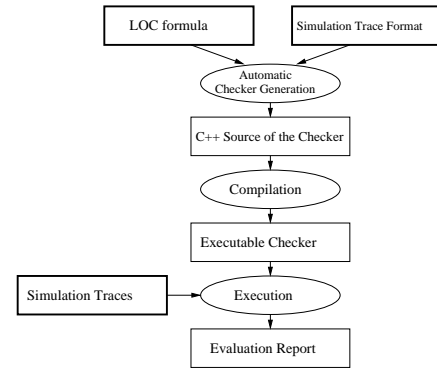 LOC formula
Simulation Trace Format
Automatic
Checker Generation
C++ Source of the Checker
Compilation
Executable Checker
Simulation Traces
Execution
Evaluation Report